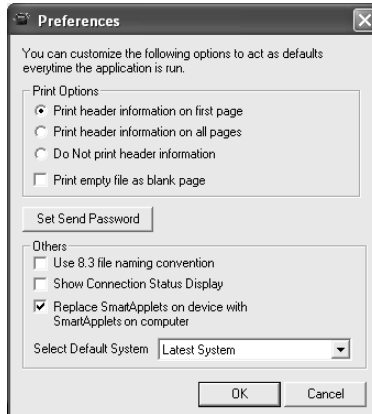 Preferences
You can customize the following options to act as defaults
everytime the application is run.
Print Options
Print header information on first page
Print header information on all pages
Do Not print header information
Print empty file as blank page
Set Send Password
Others
Use 8.3 file naming convention
Show Connection Status Display
Replace SmartApplets on device with
SmartApplets on computer
Select Default System Latest System
OK Cancel